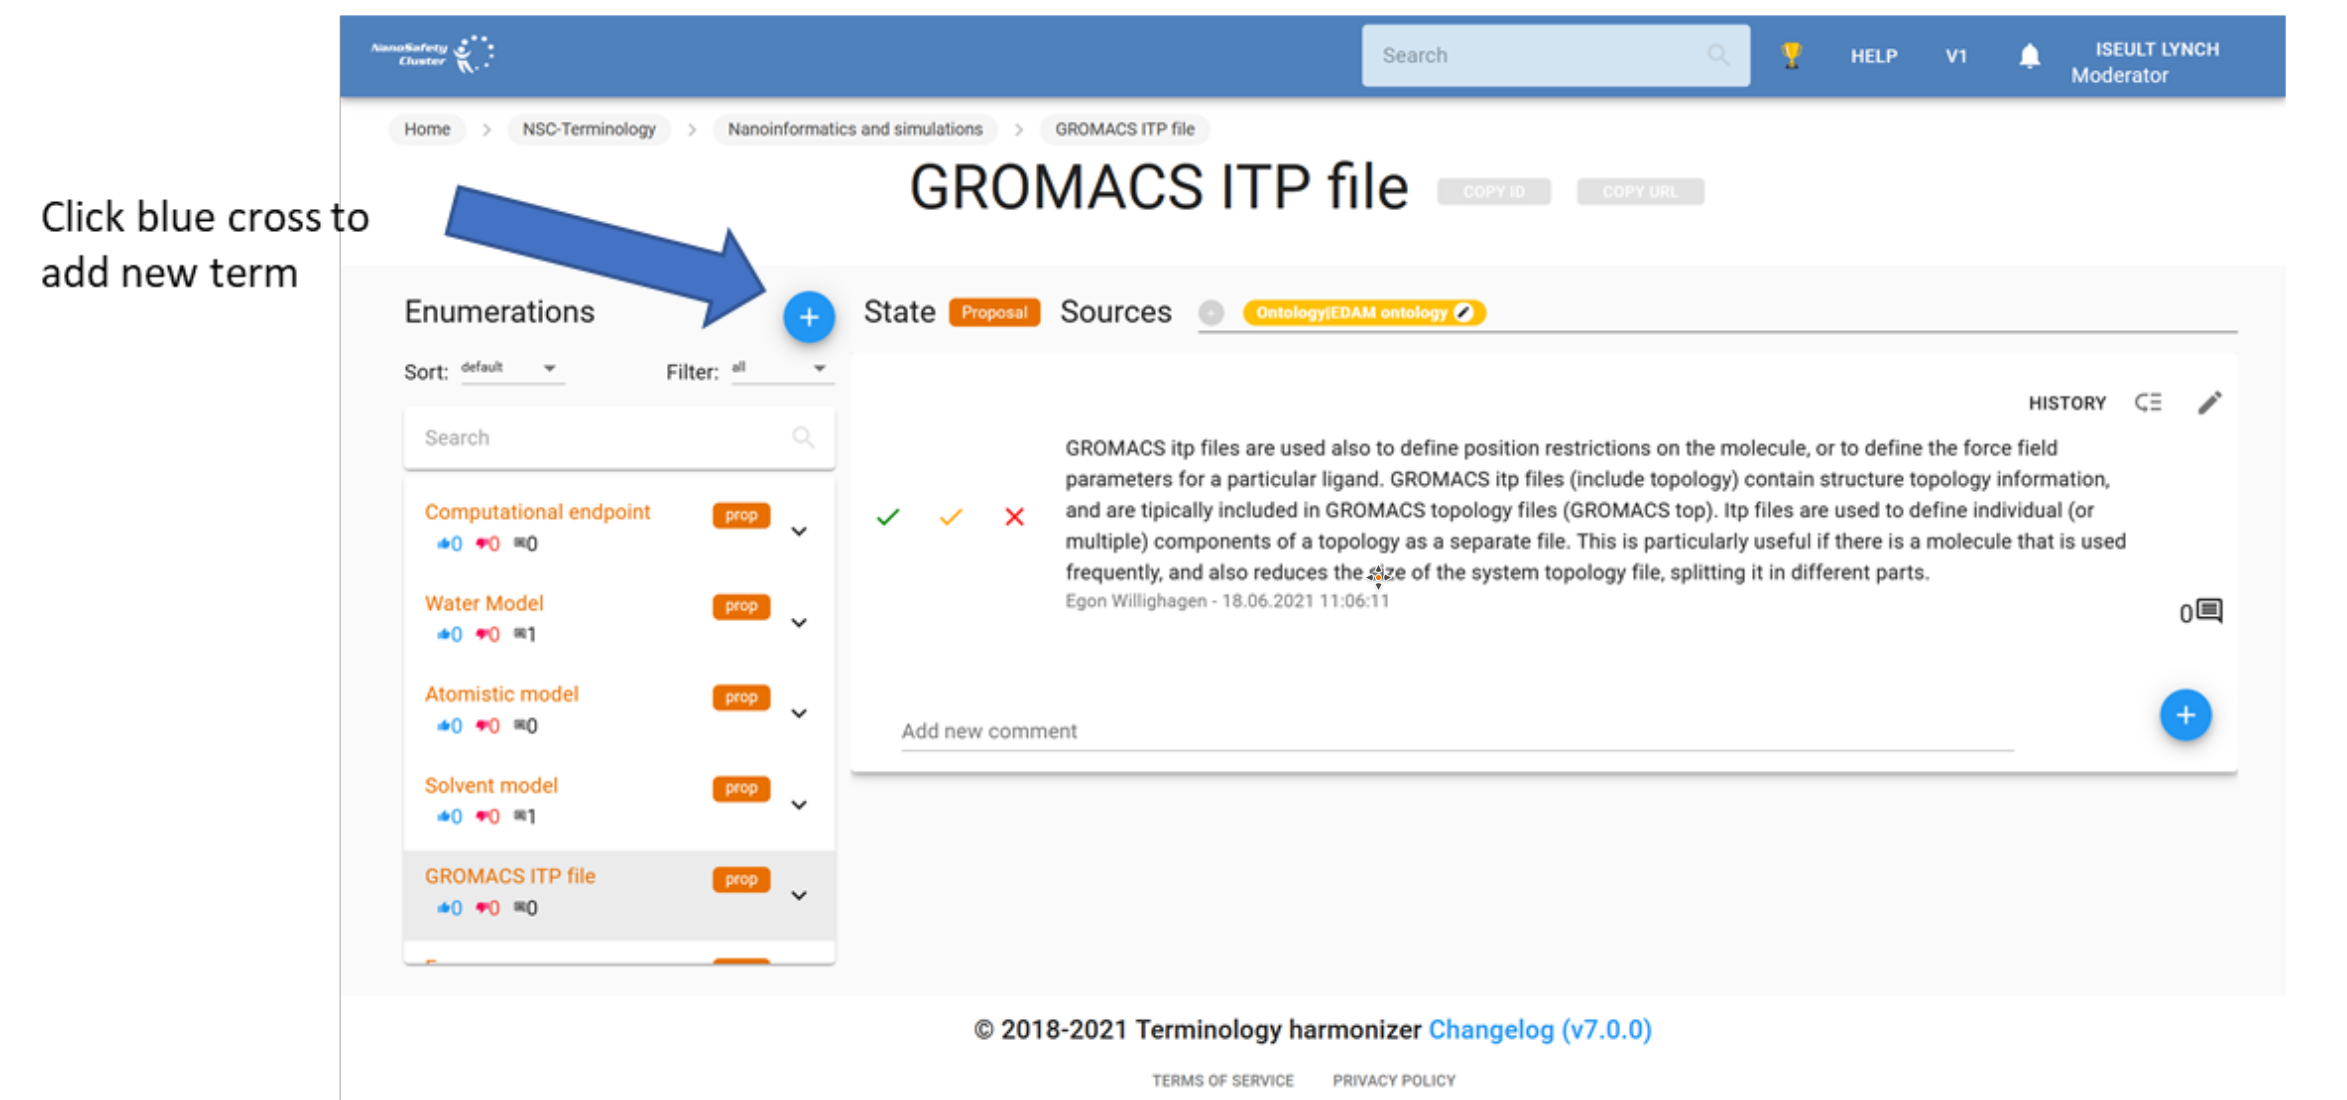 NanoSafety
Cluster
Search
HELP
V1
ISEULT LYNCH
Moderator
Home > NSC-Terminology > Nanoinformatics and simulations > GROMACS ITP file
GROMACS ITP file
COPY ID
COPY URL
Click blue cross to
add new term
Enumerations
+
State Proposal Sources + Ontology|EDAM ontology
Sort: default
Filter: all
Search
Computational endpoint prop
0 0 0
Water Model prop
0 0 1
Atomistic model prop
0 0 0
Solvent model prop
0 0 1
GROMACS ITP file prop
0 0 0
HISTORY
GROMACS itp files are used also to define position restrictions on the molecule, or to define the force field
parameters for a particular ligand. GROMACS itp files (include topology) contain structure topology information,
and are tipically included in GROMACS topology files (GROMACS top). Itp files are used to define individual (or
multiple) components of a topology as a separate file. This is particularly useful if there is a molecule that is used
frequently, and also reduces the size of the system topology file, splitting it in different parts.
Egon Willighagen - 18.06.2021 11:06:11
0
Add new comment
+
© 2018-2021 Terminology harmonizer Changelog (v7.0.0)
TERMS OF SERVICE PRIVACY POLICY